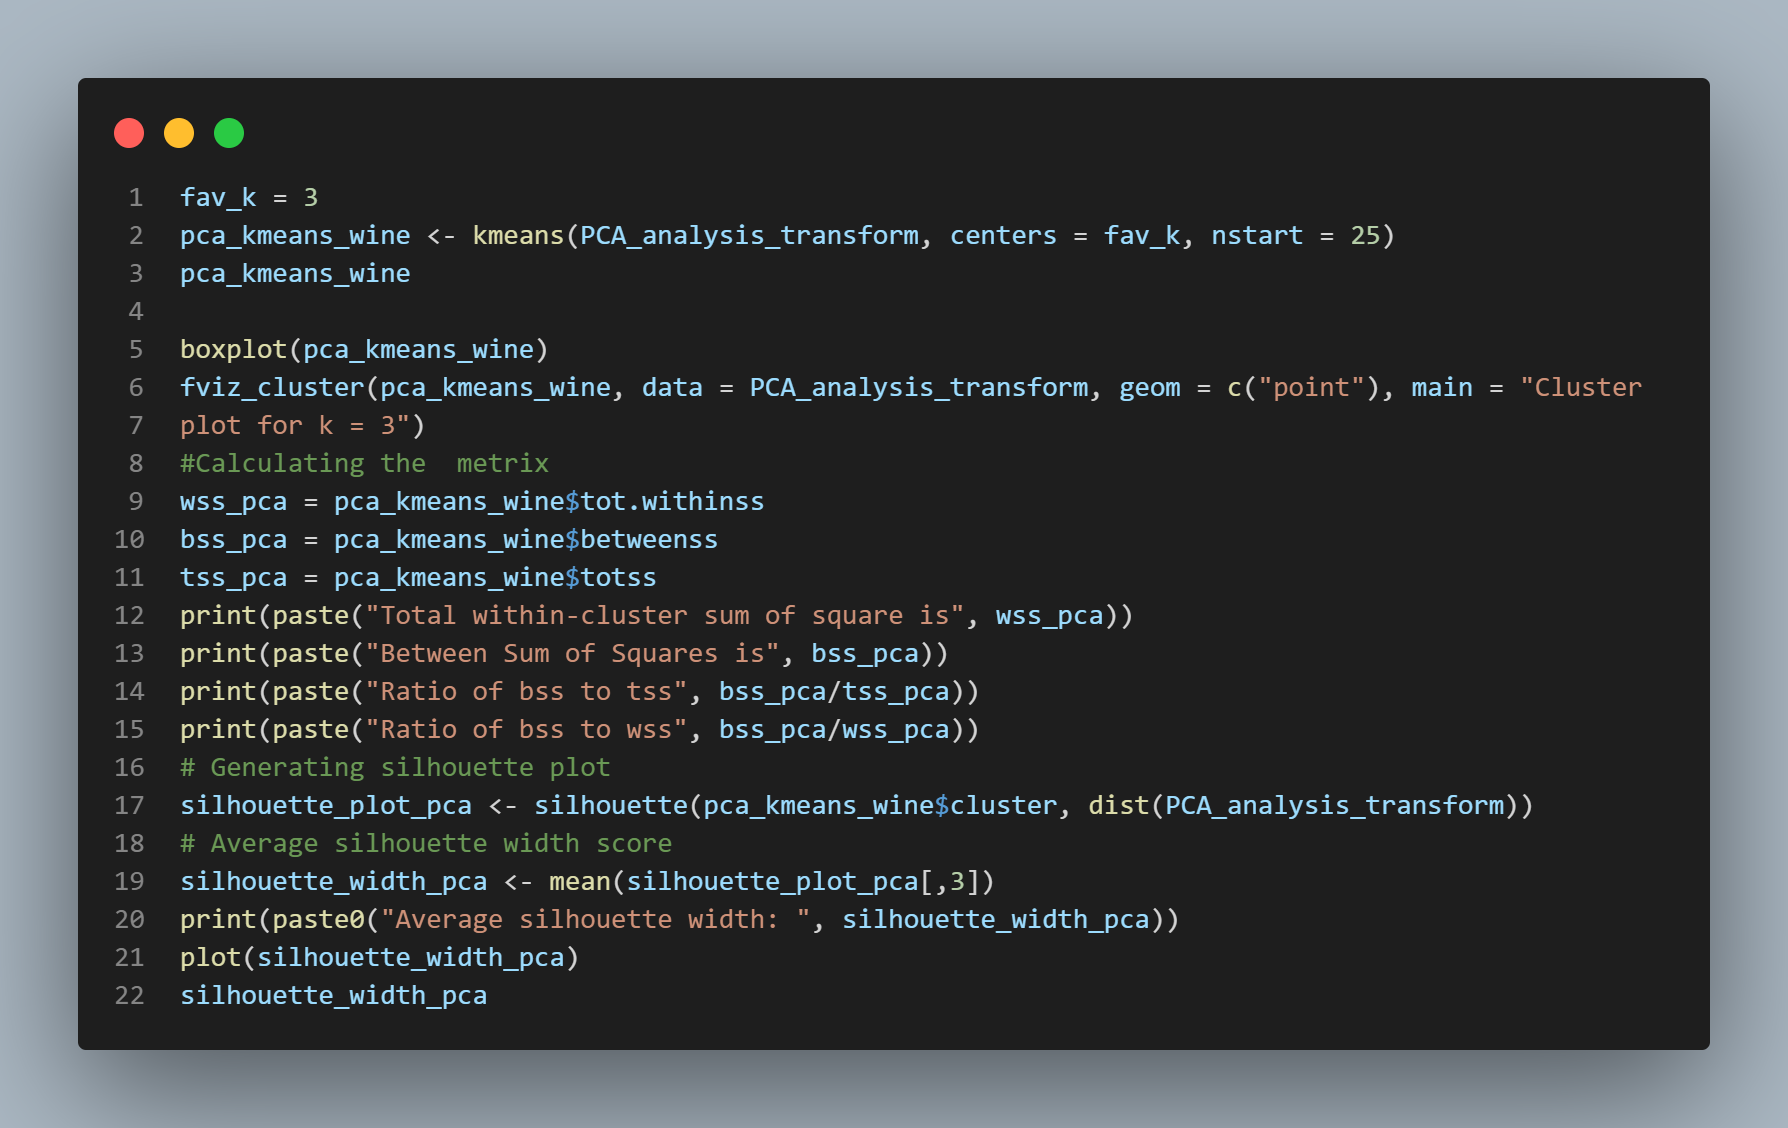 1 fav_k = 3
2 pca_kmeans_wine <- kmeans(PCA_analysis_transform, centers = fav_k, nstart = 25)
3 pca_kmeans_wine
4
5 boxplot(pca_kmeans_wine)
6 fviz_cluster(pca_kmeans_wine, data = PCA_analysis_transform, geom = c("point"), main = "Cluster
7 plot for k = 3")
8 #Calculating the  metrix
9 wss_pca = pca_kmeans_wine$tot.withinss
10 bss_pca = pca_kmeans_wine$betweenss
11 tss_pca = pca_kmeans_wine$totss
12 print(paste("Total within-cluster sum of square is", wss_pca))
13 print(paste("Between Sum of Squares is", bss_pca))
14 print(paste("Ratio of bss to tss", bss_pca/tss_pca))
15 print(paste("Ratio of bss to wss", bss_pca/wss_pca))
16 # Generating silhouette plot
17 silhouette_plot_pca <- silhouette(pca_kmeans_wine$cluster, dist(PCA_analysis_transform))
18 # Average silhouette width score
19 silhouette_width_pca <- mean(silhouette_plot_pca[,3])
20 print(paste0("Average silhouette width: ", silhouette_width_pca))
21 plot(silhouette_width_pca)
22 silhouette_width_pca